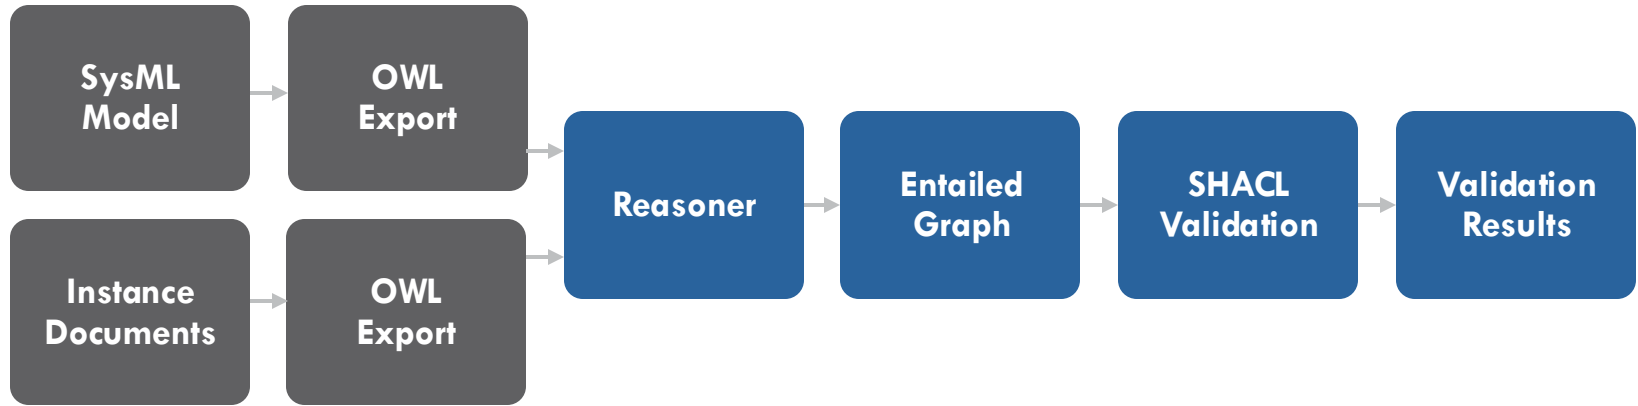 SysML
Model
OWL
Export
Instance
Documents
OWL
Export
Reasoner
Entailed
Graph
SHACL
Validation
Validation
Results